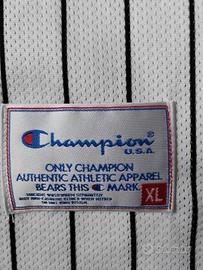 Champion
U.S.A.
ONLY CHAMPION
AUTHENTIC ATHLETIC APPAREL
BEARS THIS C MARK.
XL